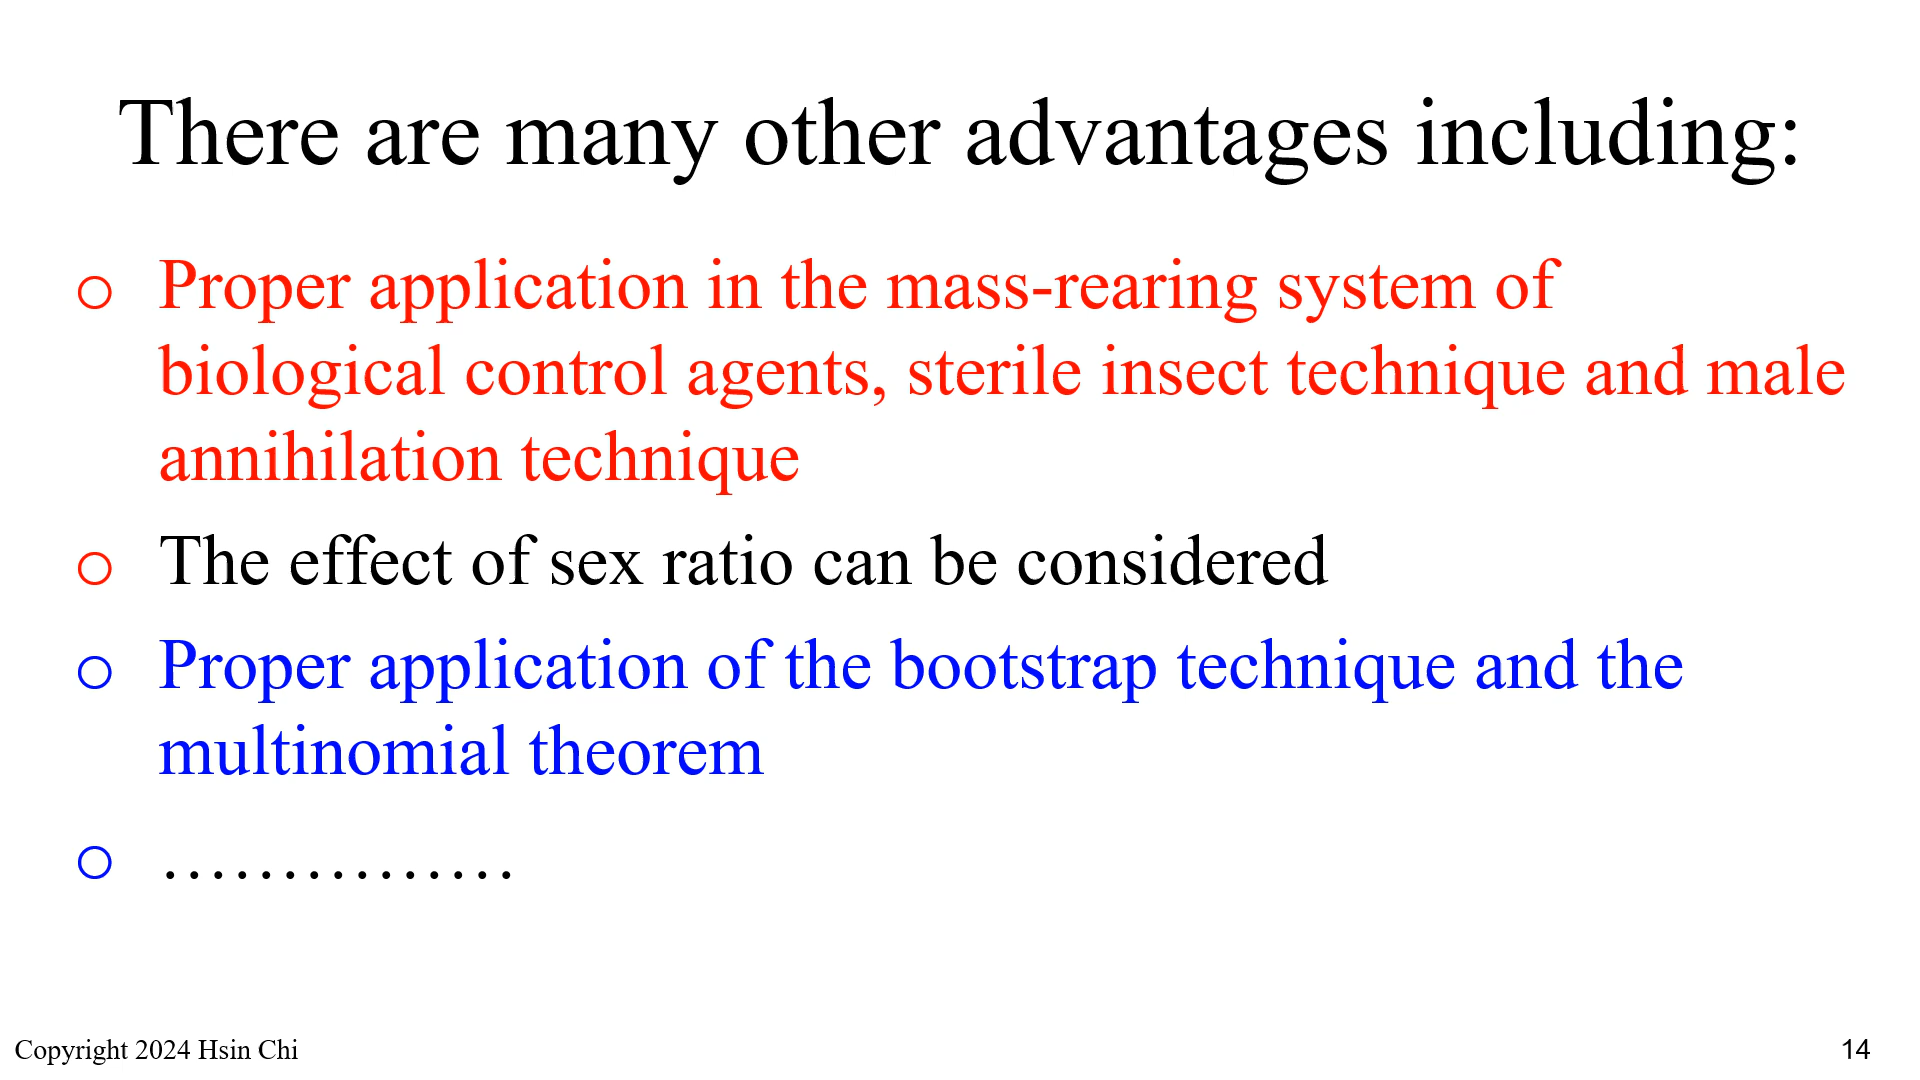 There are many other advantages including:
o Proper application in the mass-rearing system of
biological control agents, sterile insect technique and male
annihilation technique
o The effect of sex ratio can be considered
o Proper application of the bootstrap technique and the
multinomial theorem
o ……………
Copyright 2024 Hsin Chi
14